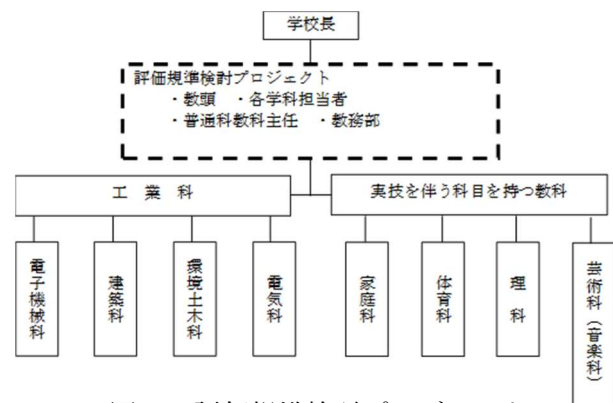 学校長
評価規準検討プロジェクト
・教頭 ・各学科担当者
・普通科教科主任 ・教務部
工 業 科
実技を伴う科目を持つ教科
電子機械科
建築科
環境土木科
電気科
家庭科
体育科
理 科
芸術科（音楽科）